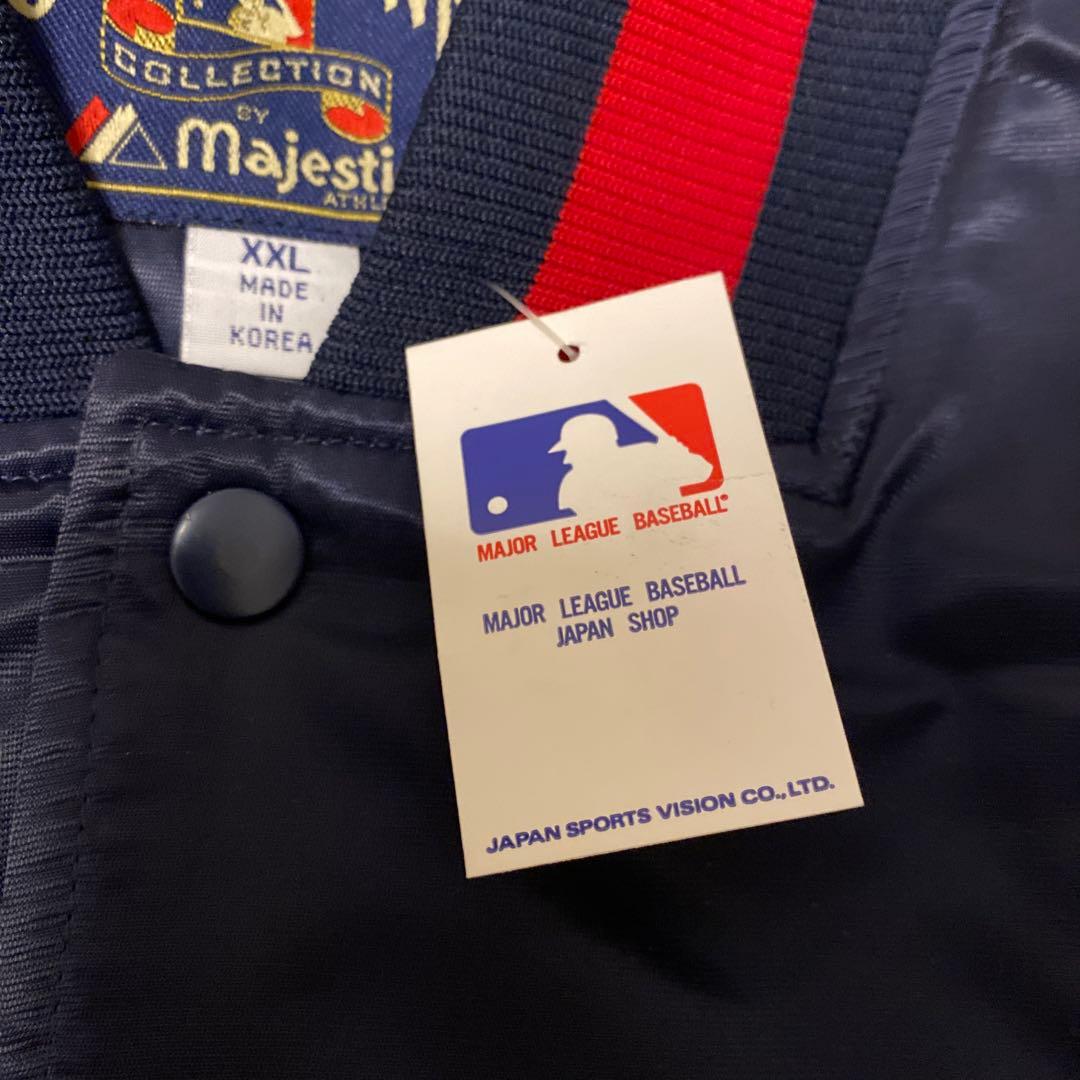 COLLECTION
BY
Majesti
ATHLE
XXL
MADE
IN
KOREA
MAJOR LEAGUE BASEBALL
MAJOR LEAGUE BASEBALL
JAPAN SHOP
JAPAN SPORTS VISION CO.,LTD.